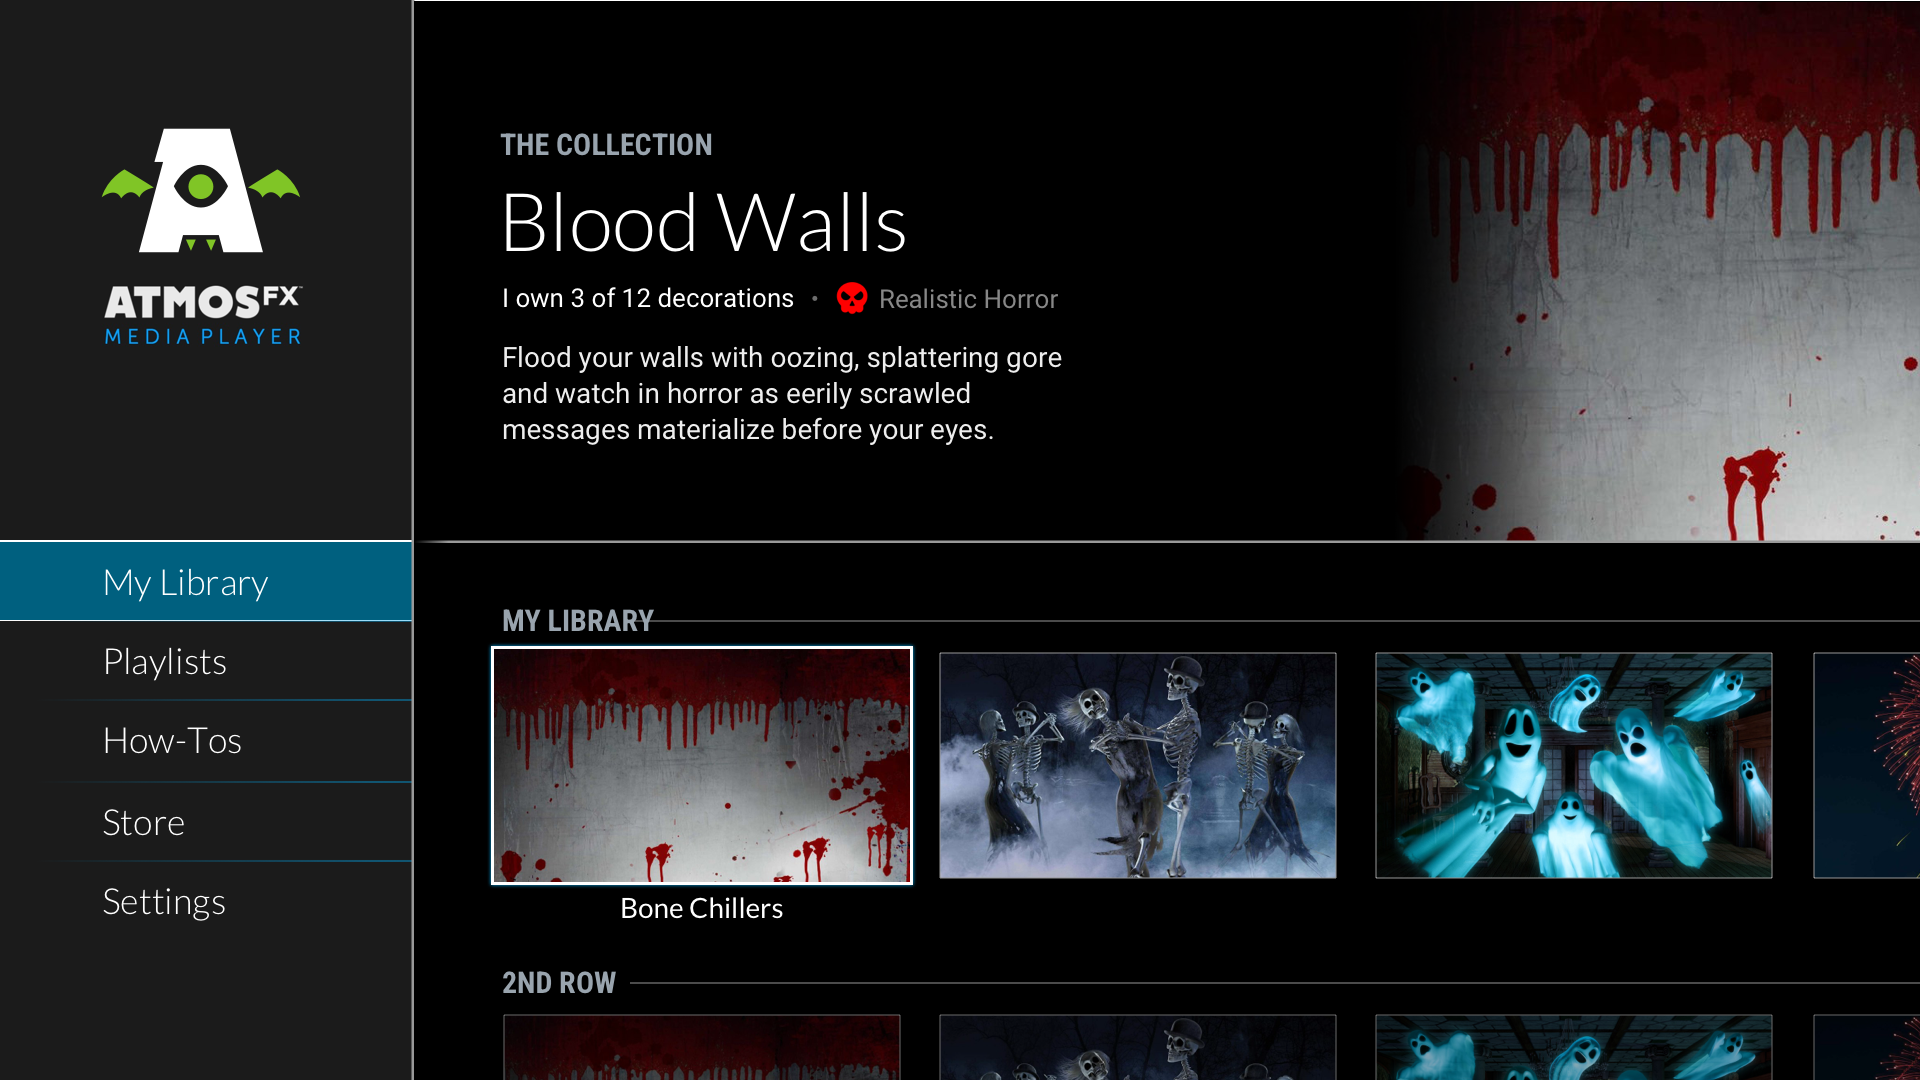 ATMOSFX™
MEDIA PLAYER
My Library
Playlists
How-Tos
Store
Settings
THE COLLECTION
Blood Walls
I own 3 of 12 decorations • Realistic Horror
Flood your walls with oozing, splattering gore
and watch in horror as eerily scrawled
messages materialize before your eyes.
MY LIBRARY
Bone Chillers
2ND ROW